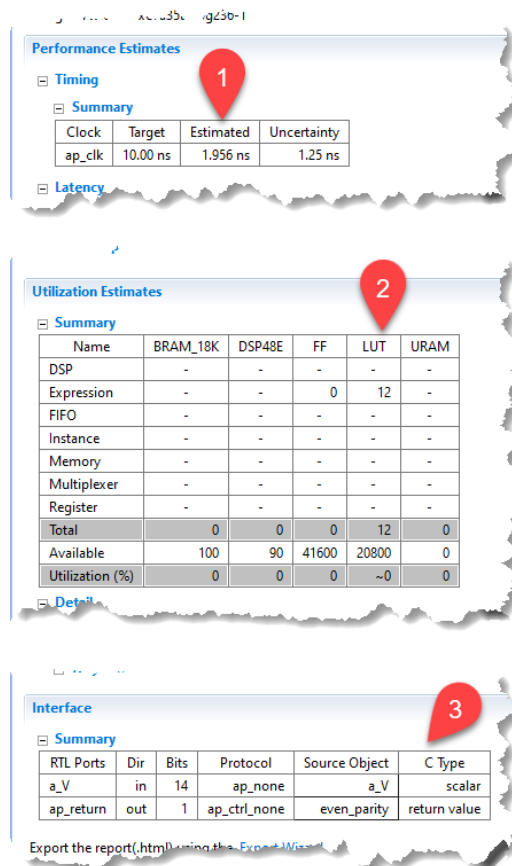 Performance Estimates
1
Timing
Summary
Clock Target Estimated Uncertainty
ap_clk 10.00 ns 1.956 ns 1.25 ns
Latency
Utilization Estimates
2
Summary
Name BRAM_18K DSP48E FF LUT URAM
DSP - - - - -
Expression - - 0 12 -
FIFO - - - - -
Instance - - - - -
Memory - - - - -
Multiplexer - - - - -
Register - - - - -
Total 0 0 0 12 0
Available 100 90 41600 20800 0
Utilization (%) 0 0 0 ~0 0
Detail
Interface
3
Summary
RTL Ports Dir Bits Protocol Source Object C Type
a_V in 14 ap_none a_V scalar
ap_return out 1 ap_ctrl_none even_parity return value
Export the report(.html) using the Export Wizard